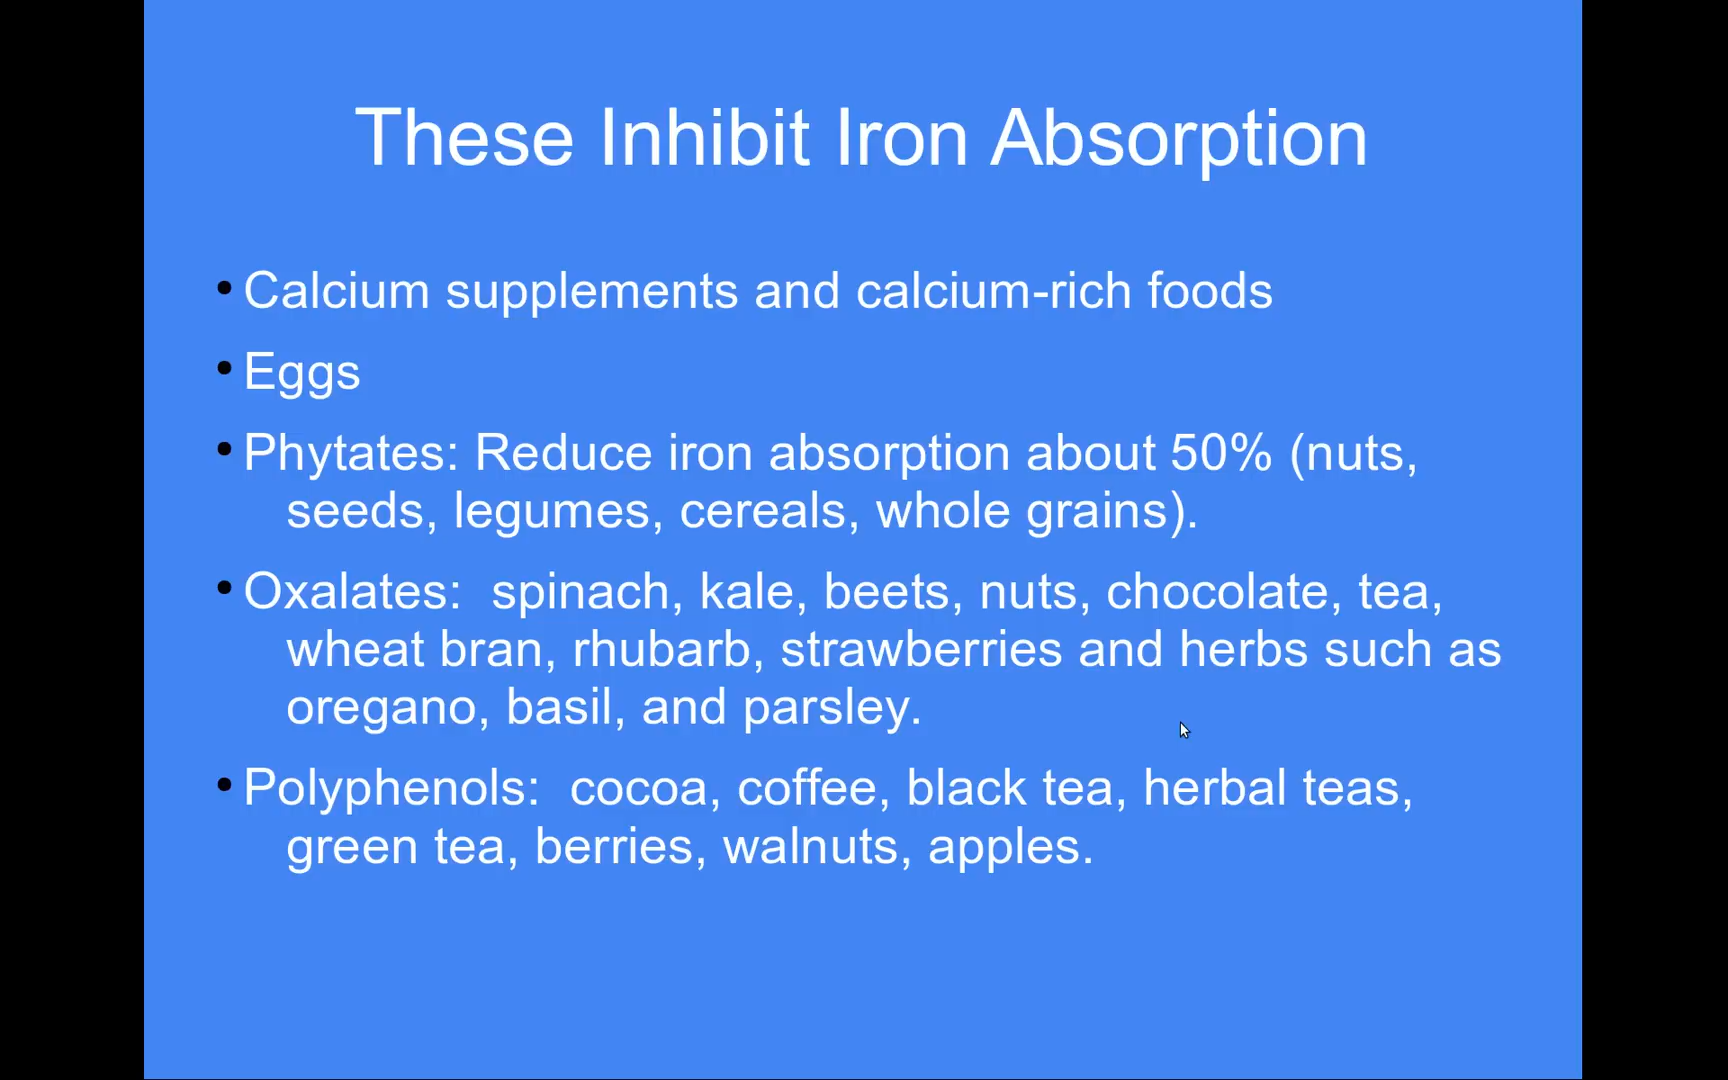 These Inhibit Iron Absorption
• Calcium supplements and calcium-rich foods
• Eggs
• Phytates: Reduce iron absorption about 50% (nuts,
seeds, legumes, cereals, whole grains).
• Oxalates:  spinach, kale, beets, nuts, chocolate, tea,
wheat bran, rhubarb, strawberries and herbs such as
oregano, basil, and parsley.
• Polyphenols:  cocoa, coffee, black tea, herbal teas,
green tea, berries, walnuts, apples.